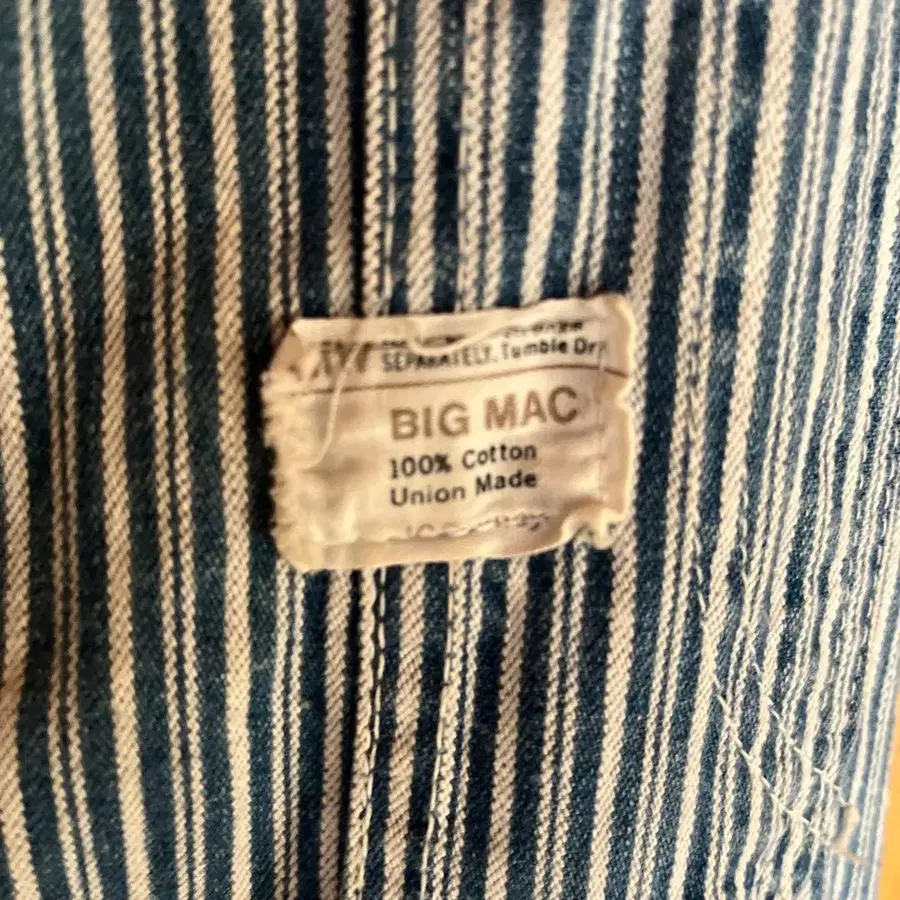 SEPARATELY. Tumble Dry
BIG MAC
100% Cotton
Union Made